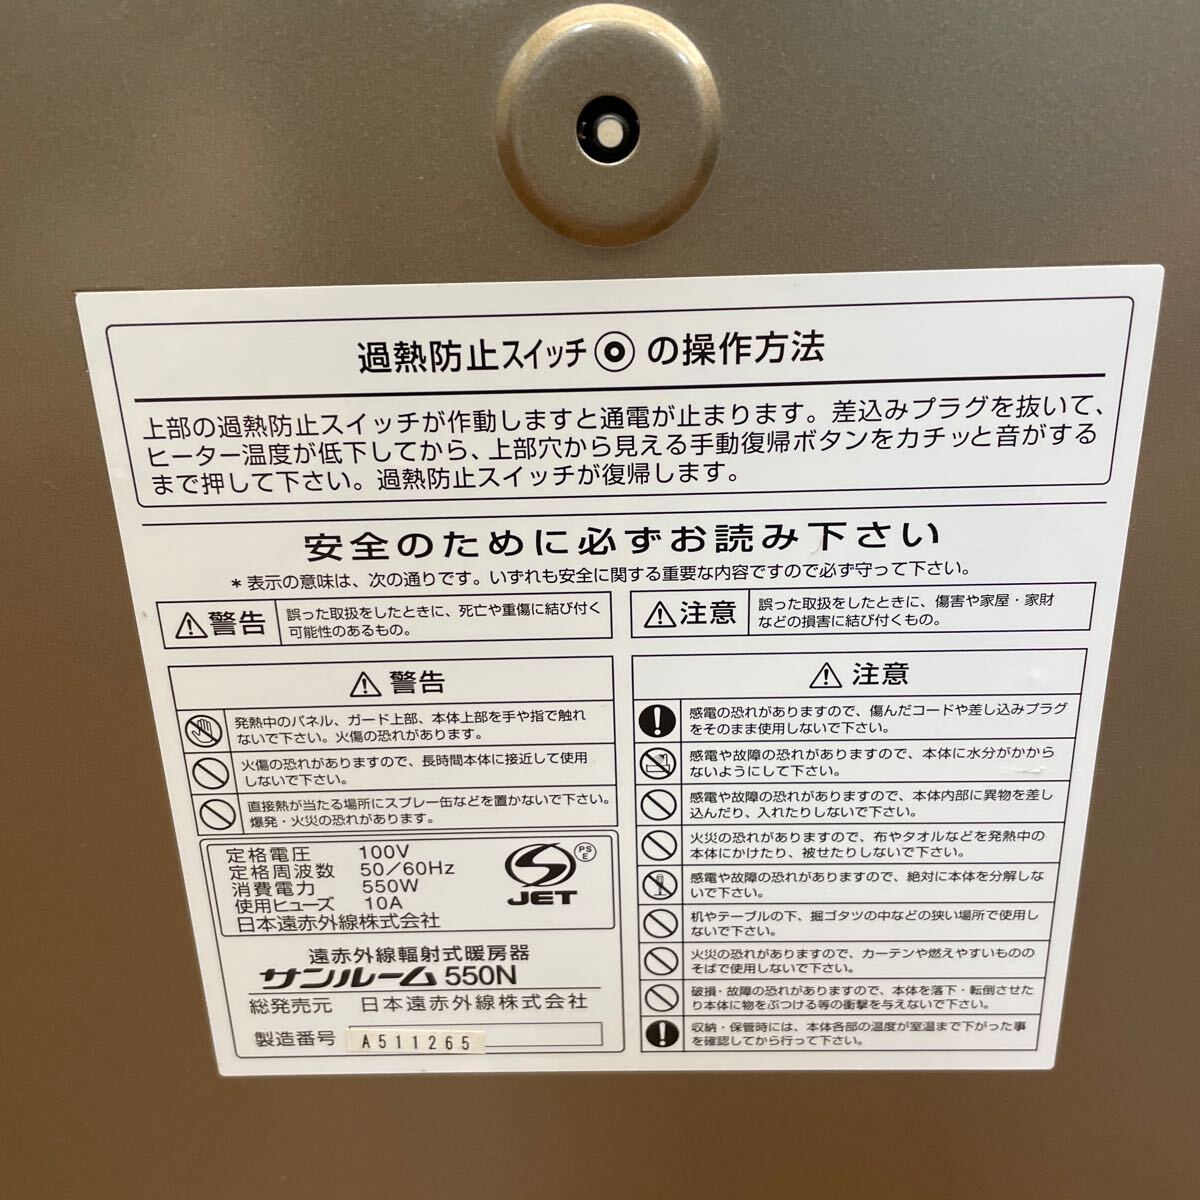 過熱防止スイッチ の操作方法
上部の過熱防止スイッチが作動しますと通電が止まります。差込みプラグを抜いて、
ヒーター温度が低下してから、上部穴から見える手動復帰ボタンをカチッと音がする
まで押して下さい。過熱防止スイッチが復帰します。
安全のために必ずお読み下さい
*表示の意味は、次の通りです。いずれも安全に関する重要な内容ですので必ず守って下さい。
警告
誤った取扱をしたときに、死亡や重傷に結び付く
可能性のあるもの。
注意
誤った取扱をしたときに、傷害や家屋・家財
などの損害に結び付くもの。
警告
発熱中のパネル、ガード上部、本体上部を手や指で触れ
ないで下さい。火傷の恐れがあります。
火傷の恐れがありますので、長時間本体に接近して使用
しないで下さい。
直接熱が当たる場所にスプレー缶などを置かないで下さい。
爆発・火災の恐れがあります。
定格電圧 100V
定格周波数 50/60Hz
消費電力 550W
使用ヒューズ 10A
日本遠赤外線株式会社
PS
E
JET
遠赤外線輻射式暖房器
サンルーム 550N
総発売元 日本遠赤外線株式会社
製造番号 A511265
注意
感電の恐れがありますので、傷んだコードや差し込みプラグ
をそのまま使用しないで下さい。
感電や故障の恐れがありますので、本体に水分がかから
ないようにして下さい。
感電や故障の恐れがありますので、本体内部に異物を差し
込んだり、入れたりしないで下さい。
火災の恐れがありますので、布やタオルなどを発熱中の
本体にかけたり、被せたりしないで下さい。
感電や故障の恐れがありますので、絶対に本体を分解しな
いで下さい。
机やテーブルの下、掘ゴタツの中などの狭い場所で使用し
ないで下さい。
火災の恐れがありますので、カーテンや燃えやすいものの
そばで使用しないで下さい。
破損・故障の恐れがありますので、本体を落下・転倒させた
り本体に物をぶつける等の衝撃を与えないで下さい。
収納・保管時には、本体各部の温度が室温まで下がった事
を確認してから行って下さい。